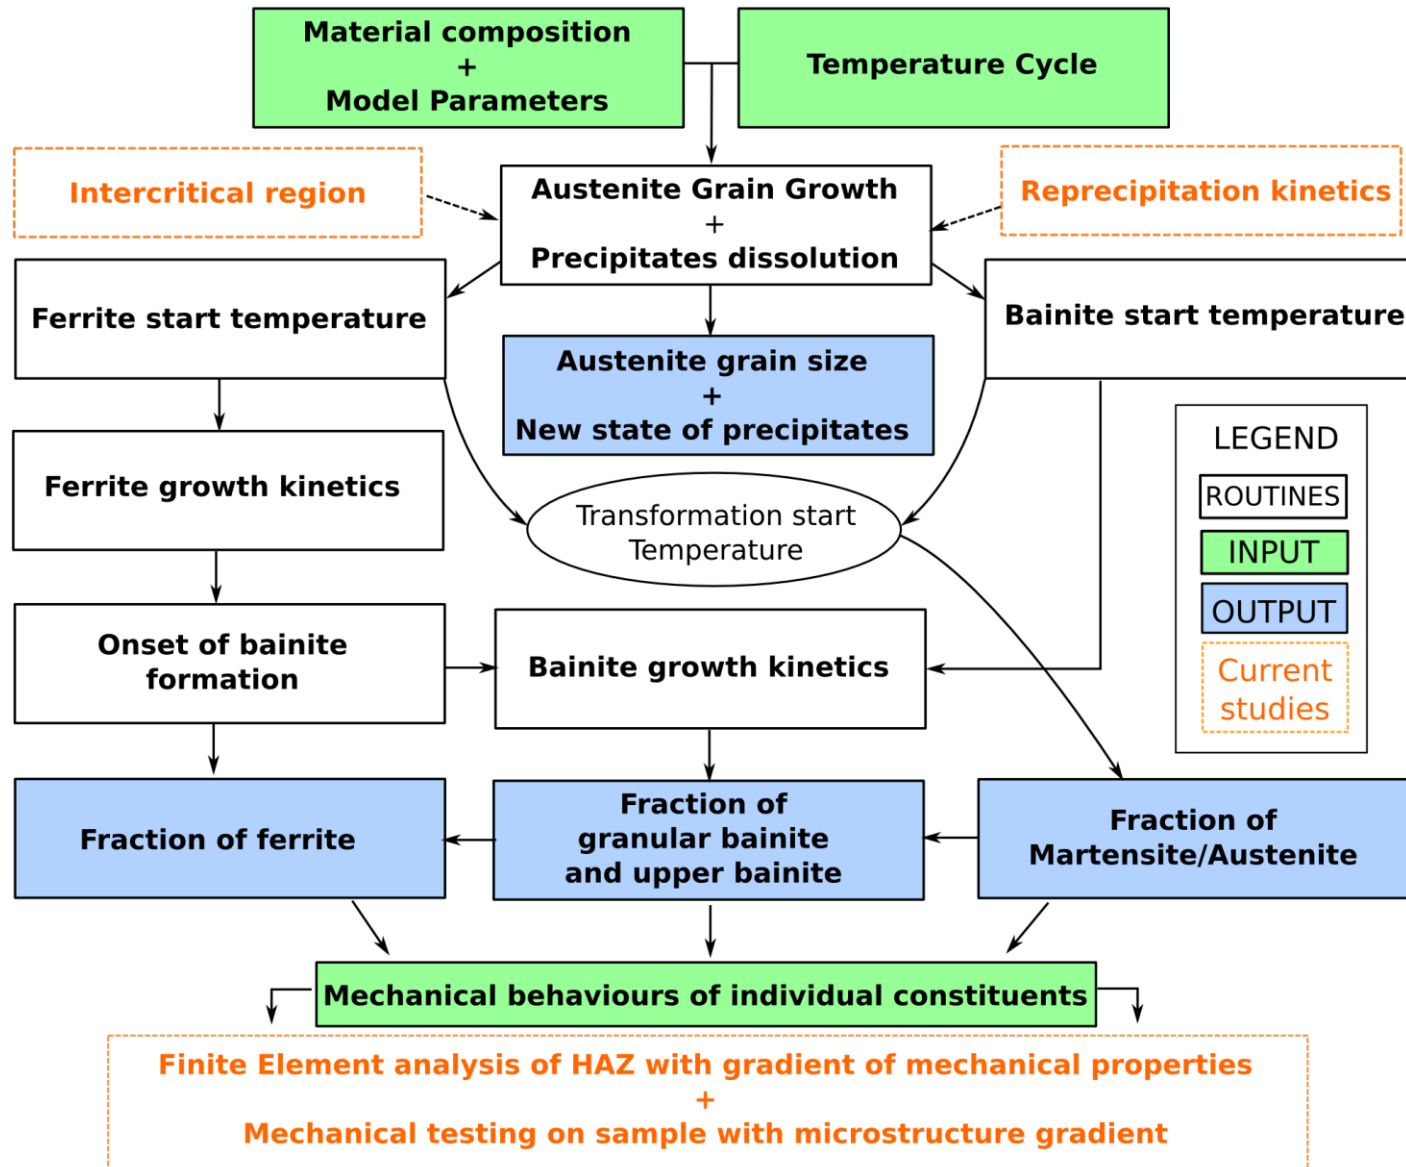 Material composition
+
Model Parameters
Temperature Cycle
Intercritical region
Austenite Grain Growth
+
Precipitates dissolution
Reprecipitation kinetics
Ferrite start temperature
Austenite grain size
+
New state of precipitates
Bainite start temperature
Ferrite growth kinetics
Transformation start
Temperature
LEGEND
ROUTINES
INPUT
OUTPUT
Current
studies
Onset of bainite
formation
Bainite growth kinetics
Fraction of ferrite
Fraction of
granular bainite
and upper bainite
Fraction of
Martensite/Austenite
Mechanical behaviours of individual constituents
Finite Element analysis of HAZ with gradient of mechanical properties
+
Mechanical testing on sample with microstructure gradient